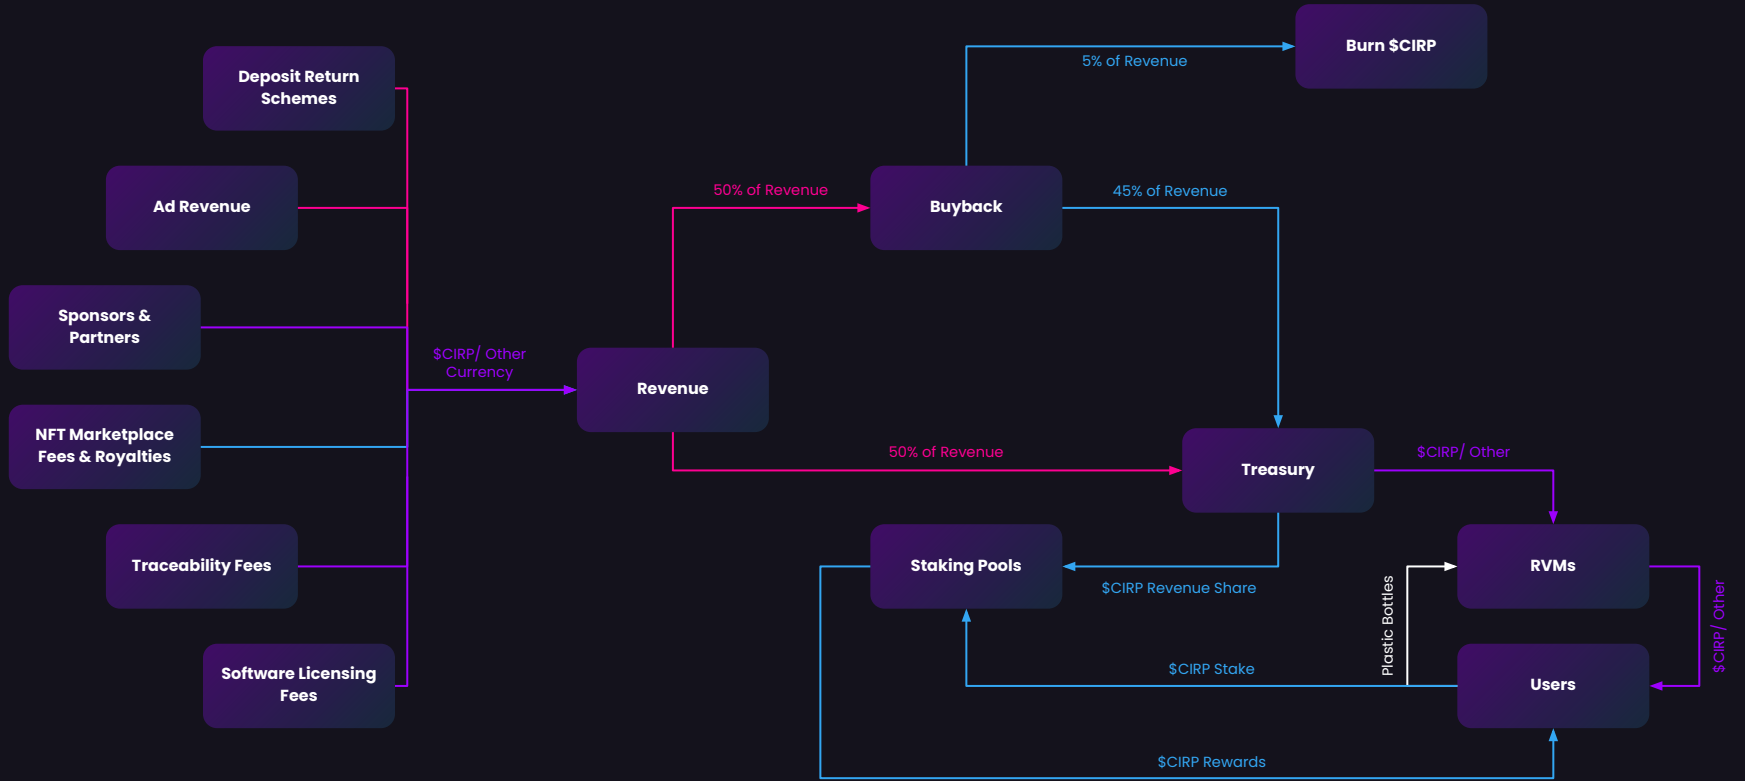 Burn $CIRP
5% of Revenue
Deposit Return
Schemes
Ad Revenue
50% of Revenue
Buyback
45% of Revenue
Sponsors &
Partners
$CIRP/ Other
Currency
Revenue
NFT Marketplace
Fees & Royalties
50% of Revenue
Treasury
$CIRP/ Other
Traceability Fees
Staking Pools
$CIRP Revenue Share
RVMs
Plastic Bottles
$CIRP/ Other
Software Licensing
Fees
$CIRP Stake
Users
$CIRP Rewards